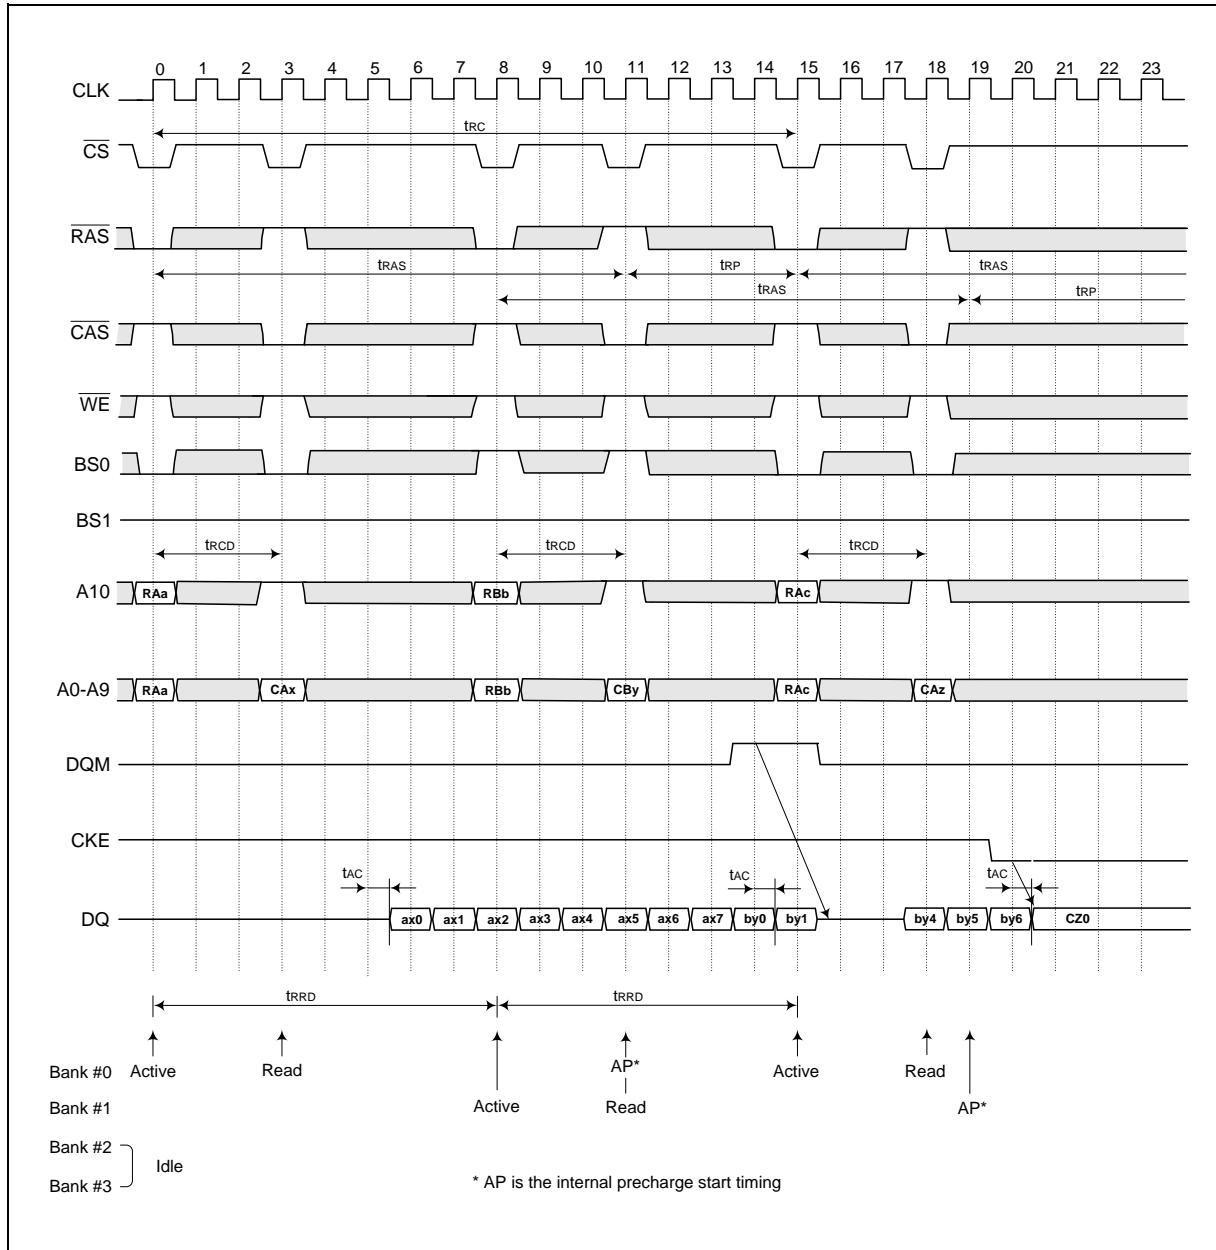 0 1 2 3 4 5 6 7 8 9 10 11 12 13 14 15 16 17 18 19 20 21 22 23
CLK
tRC
CS
RAS
tRAS tRP tRAS
tRAS tRP
CAS
WE
BS0
BS1
tRCD tRCD tRCD
A10 RAa RBb RAc
A0-A9 RAa CAx RBb CBy RAc CAz
DQM
CKE
tAC tAC tAC
DQ ax0 ax1 ax2 ax3 ax4 ax5 ax6 ax7 by0 by1 by4 by5 by6 CZ0
tRRD tRRD
Bank #0 Active Read AP* Active Read
Bank #1 Active Read AP*
Bank #2
Idle
Bank #3
* AP is the internal precharge start timing